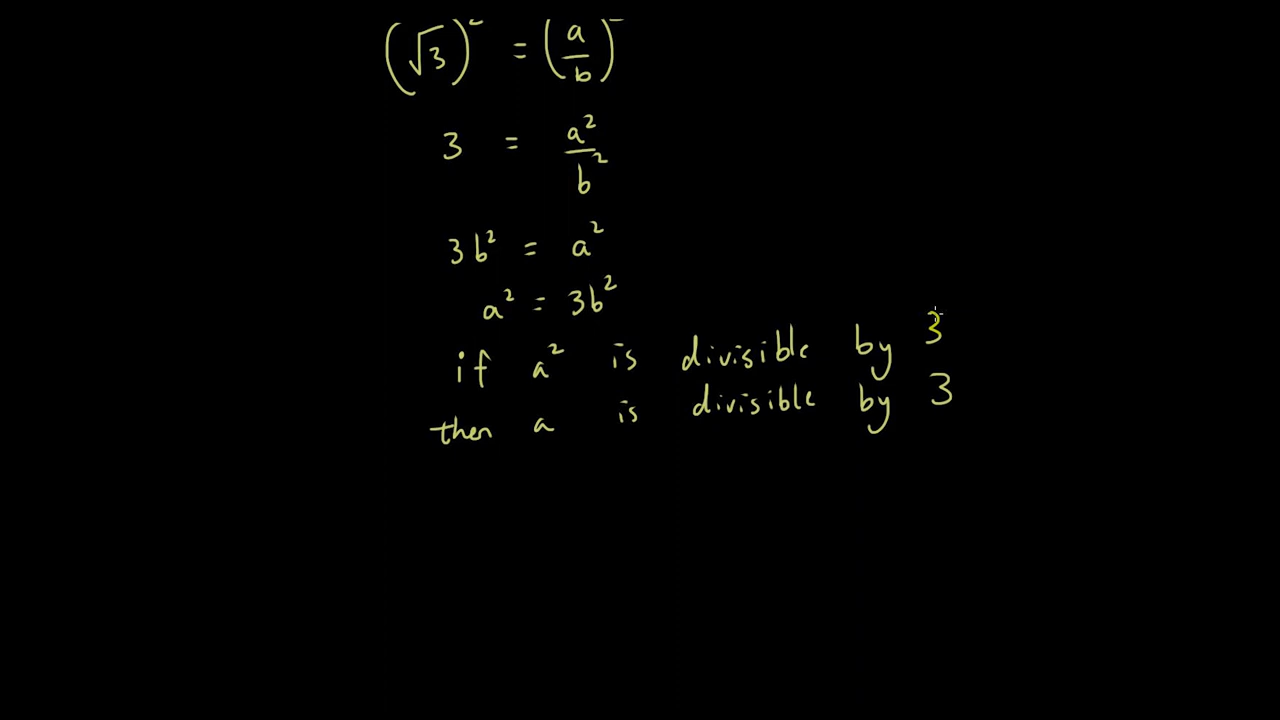 (√3)² = (a/b)²
3 = a²/b²
3b² = a²
a² = 3b²
if a² is divisible by 3
then a is divisible by 3